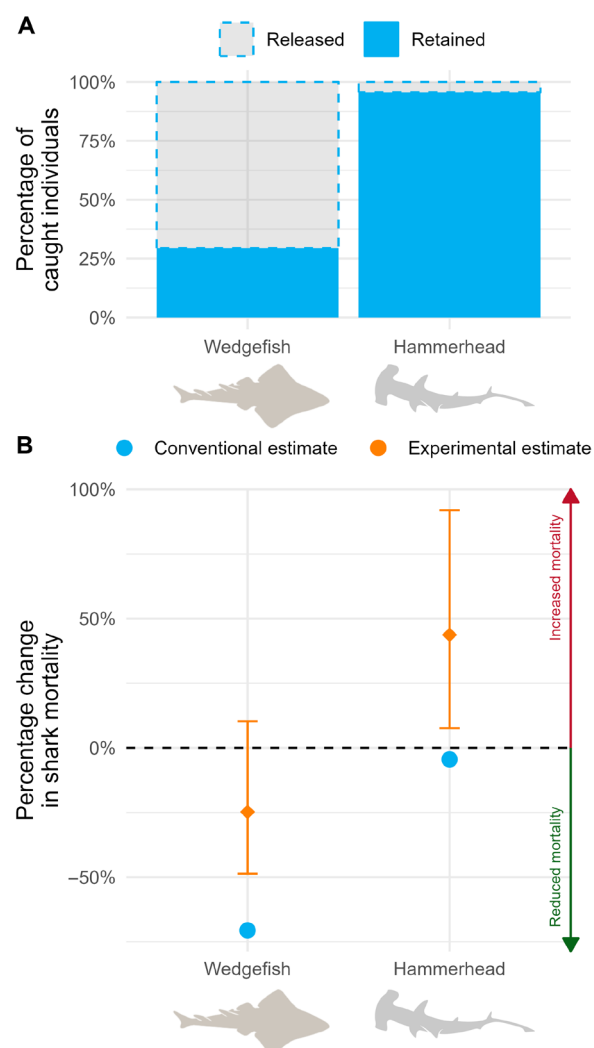 A
Released
Retained
Percentage of
caught individuals
100%
75%
50%
25%
0%
Wedgefish
Hammerhead
B
Conventional estimate
Experimental estimate
Percentage change
in shark mortality
100%
50%
0%
−50%
Increased mortality
Reduced mortality
Wedgefish
Hammerhead